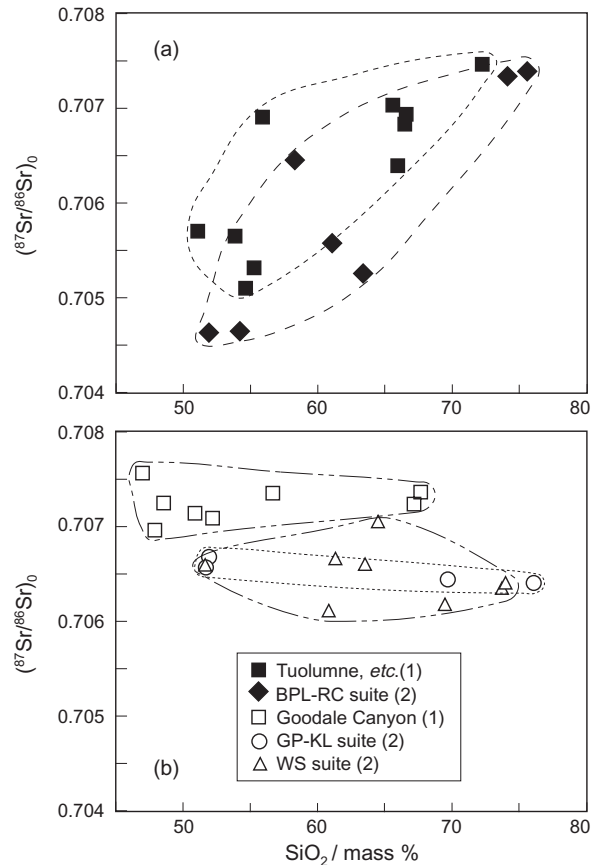 0.708
(a)
0.707
(⁸⁷Sr/⁸⁶Sr)₀
0.706
0.705
0.704
50 60 70 80
0.708
0.707
(⁸⁷Sr/⁸⁶Sr)₀
0.706
Tuolumne, etc.(1)
BPL-RC suite (2)
Goodale Canyon (1)
0.705
GP-KL suite (2)
WS suite (2)
(b)
0.704
50 60 70 80
SiO₂ / mass %